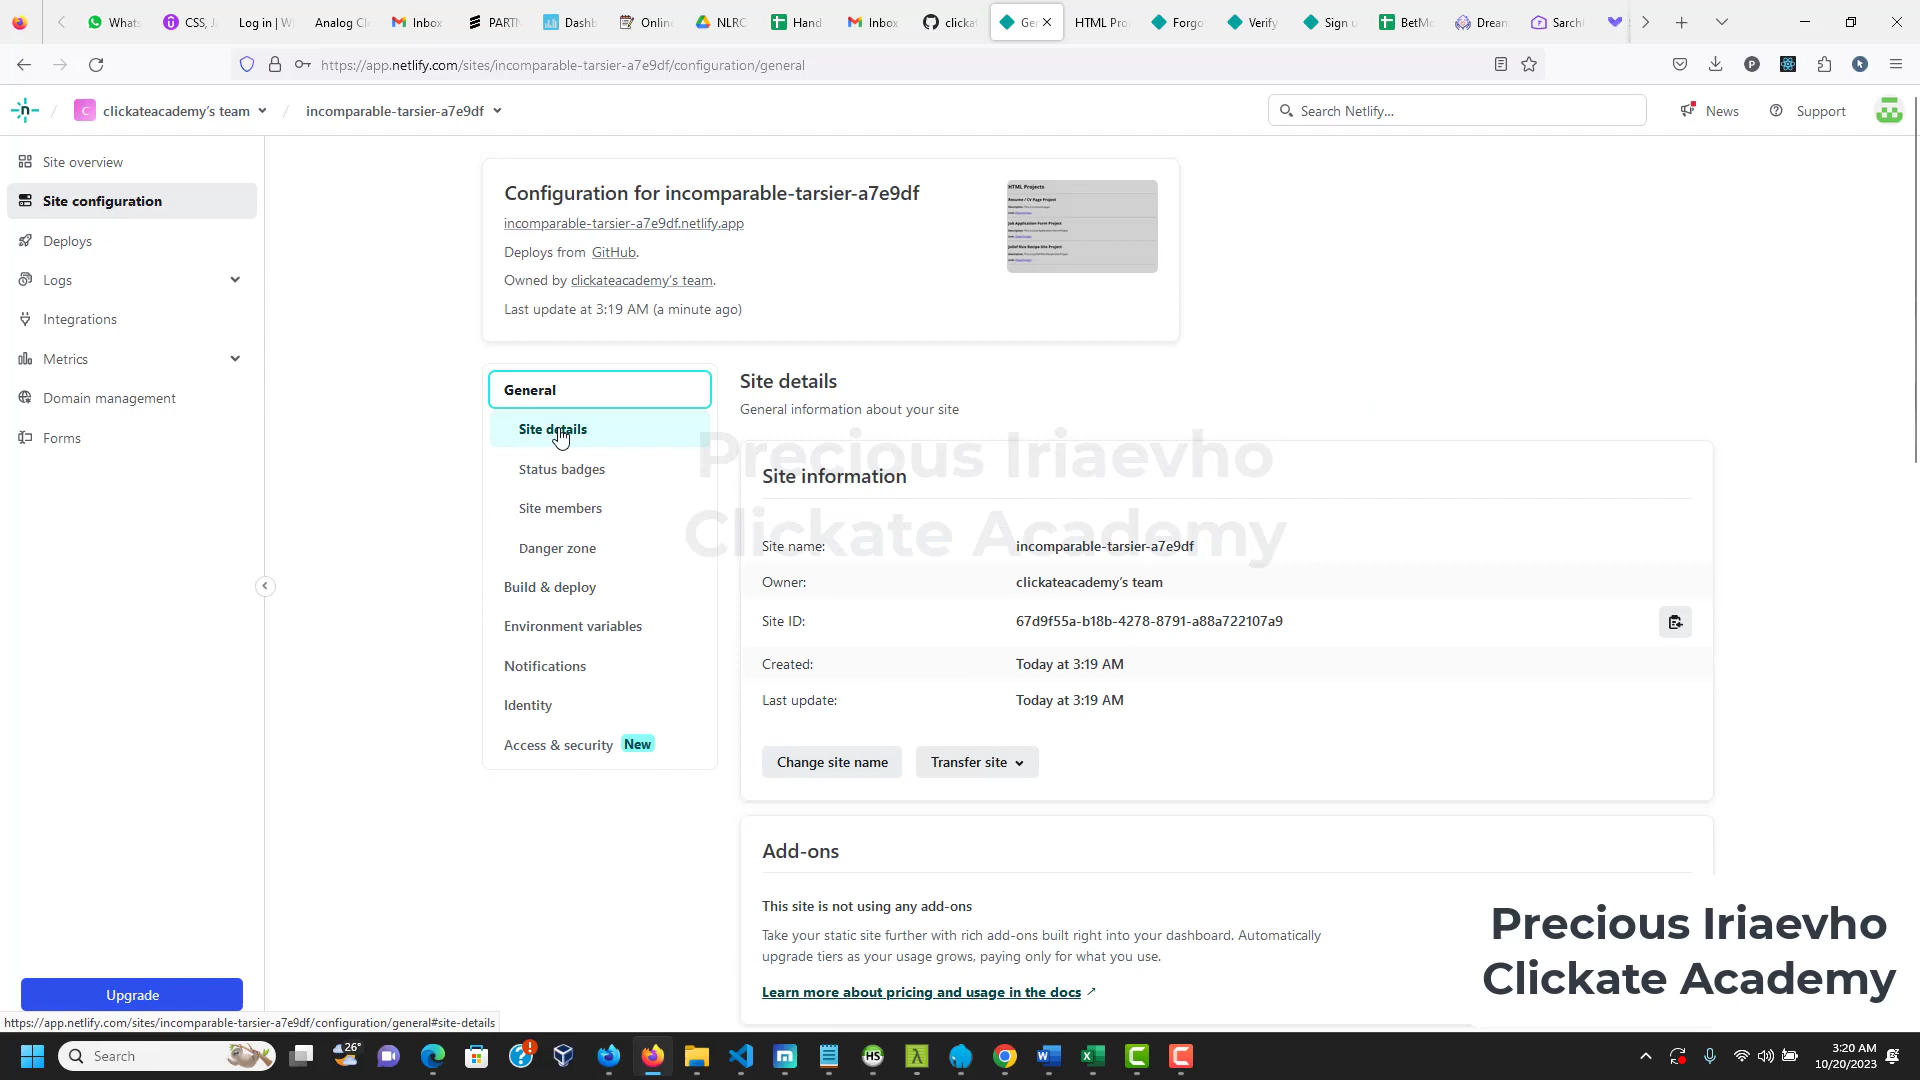 Whats
CSS, J
Log in | W
Analog Cl
Inbox
PARTN
Dashb
Online
NLRC
Hand
Inbox
clickat
Ge
HTML Pro
Forgo
Verify
Sign u
BetMo
Dream
Sarch
https://app.netlify.com/sites/incomparable-tarsier-a7e9df/configuration/general
C clickateacademy's team / incomparable-tarsier-a7e9df
Search Netlify...
News
Support
Site overview
Site configuration
Deploys
Logs
Integrations
Metrics
Domain management
Forms
Upgrade
Configuration for incomparable-tarsier-a7e9df
incomparable-tarsier-a7e9df.netlify.app
Deploys from GitHub.
Owned by clickateacademy's team.
Last update at 3:19 AM (a minute ago)
HTML Projects
Resume / CV Page Project
Job Application Form Project
Jollof Rice Recipe Site Project
General
Site details
Status badges
Site members
Danger zone
Build & deploy
Environment variables
Notifications
Identity
Access & security New
Site details
General information about your site
Precious Iriaevho
Clickate Academy
Site information
Site name: incomparable-tarsier-a7e9df
Owner: clickateacademy's team
Site ID: 67d9f55a-b18b-4278-8791-a88a722107a9
Created: Today at 3:19 AM
Last update: Today at 3:19 AM
Change site name
Transfer site
Add-ons
This site is not using any add-ons
Take your static site further with rich add-ons built right into your dashboard. Automatically
upgrade tiers as your usage grows, paying only for what you use.
Learn more about pricing and usage in the docs
Precious Iriaevho
Clickate Academy
https://app.netlify.com/sites/incomparable-tarsier-a7e9df/configuration/general#site-details
Search
26°
HS
3:20 AM
10/20/2023